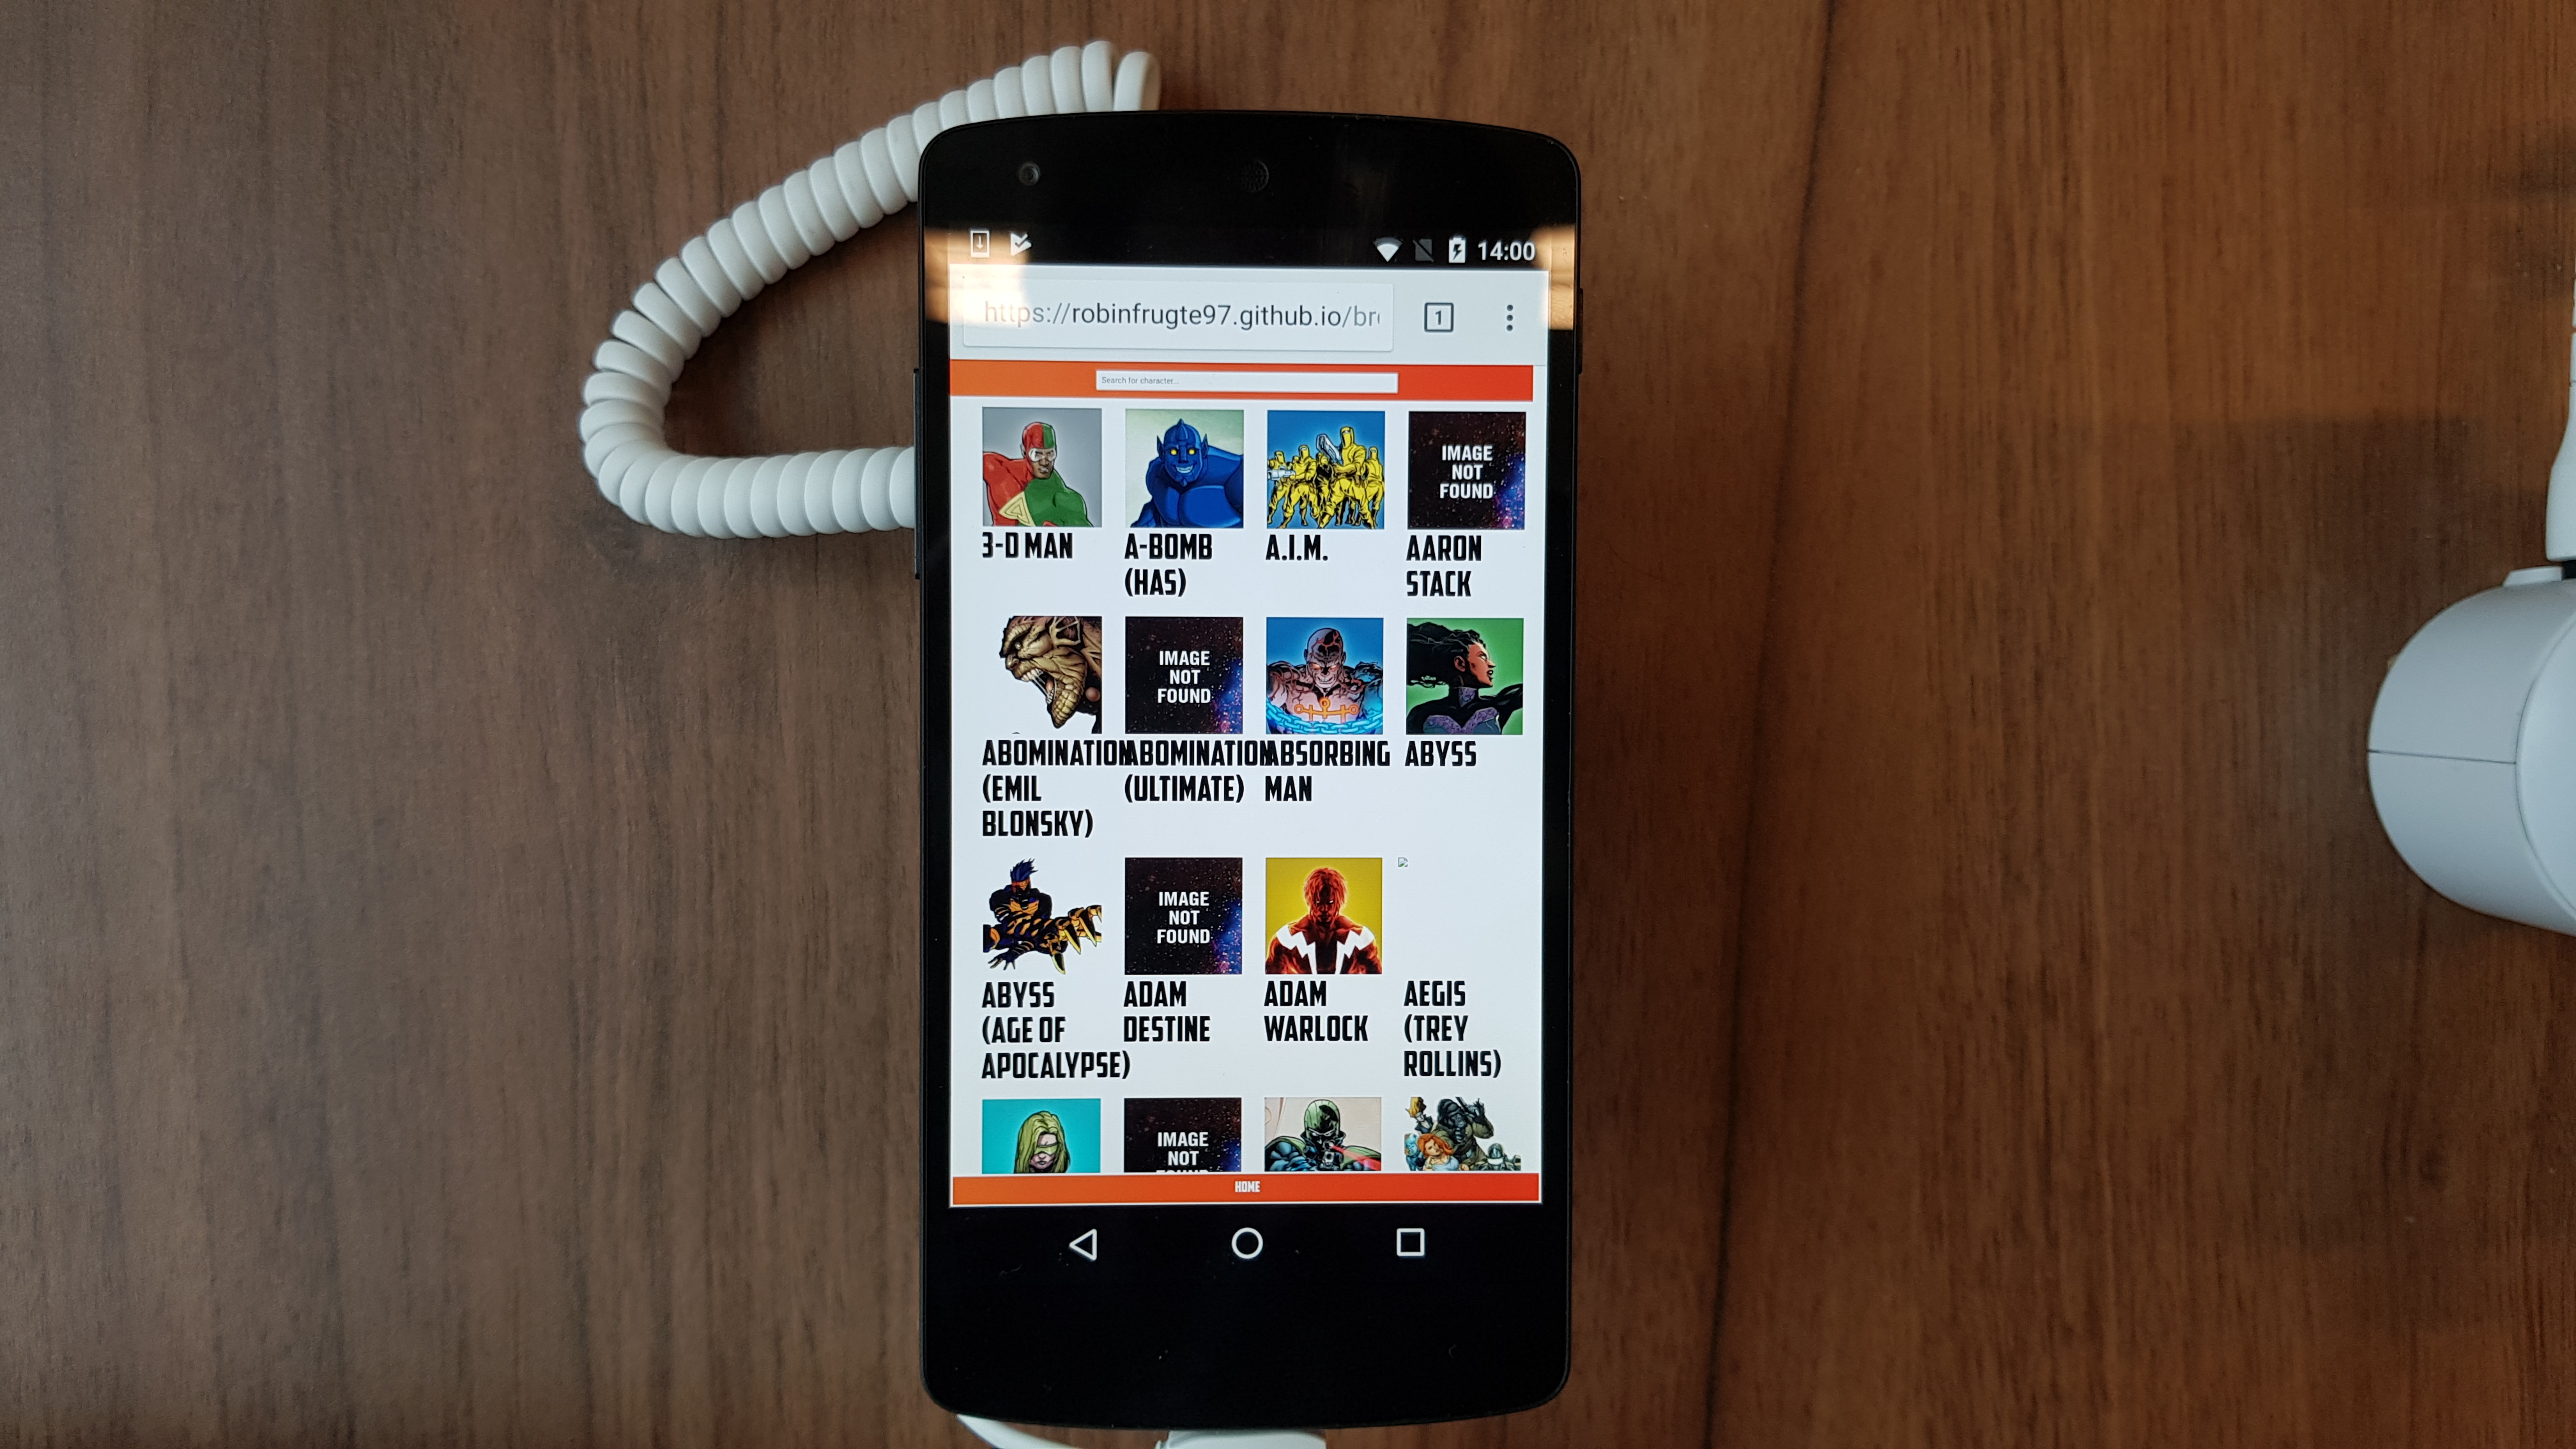 14:00
https://robinfrugte97.github.io/br
1
Search for character...
IMAGE
NOT
FOUND
3-D MAN
A-BOMB
(HAS)
A.I.M.
AARON
STACK
IMAGE
NOT
FOUND
ABOMINATION
(EMIL
BLONSKY)
ABOMINATION
(ULTIMATE)
ABSORBING
MAN
ABYSS
IMAGE
NOT
FOUND
ABYSS
(AGE OF
APOCALYPSE)
ADAM
DESTINE
ADAM
WARLOCK
AEGIS
(TREY
ROLLINS)
IMAGE
NOT
HOME